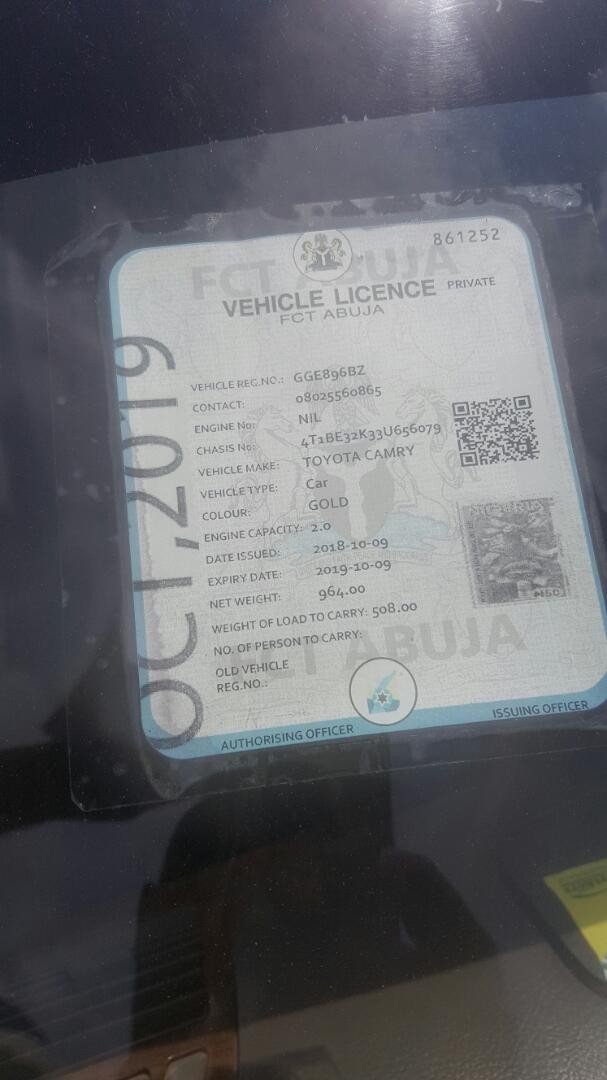 861252
FCT ABUJA
VEHICLE LICENCE PRIVATE
FCT ABUJA
OCT, 2019
VEHICLE REG.NO.: GGE896BZ
CONTACT: 08025560865
ENGINE No: NIL
CHASIS No: 4T1BE32K33U656079
VEHICLE MAKE: TOYOTA CAMRY
VEHICLE TYPE: Car
COLOUR: GOLD
ENGINE CAPACITY: 2.0
DATE ISSUED: 2018-10-09
EXPIRY DATE: 2019-10-09
NET WEIGHT: 964.00
WEIGHT OF LOAD TO CARRY: 508.00
NO. OF PERSON TO CARRY:
FCT ABUJA
OLD VEHICLE
REG.NO.:
AUTHORISING OFFICER
ISSUING OFFICER